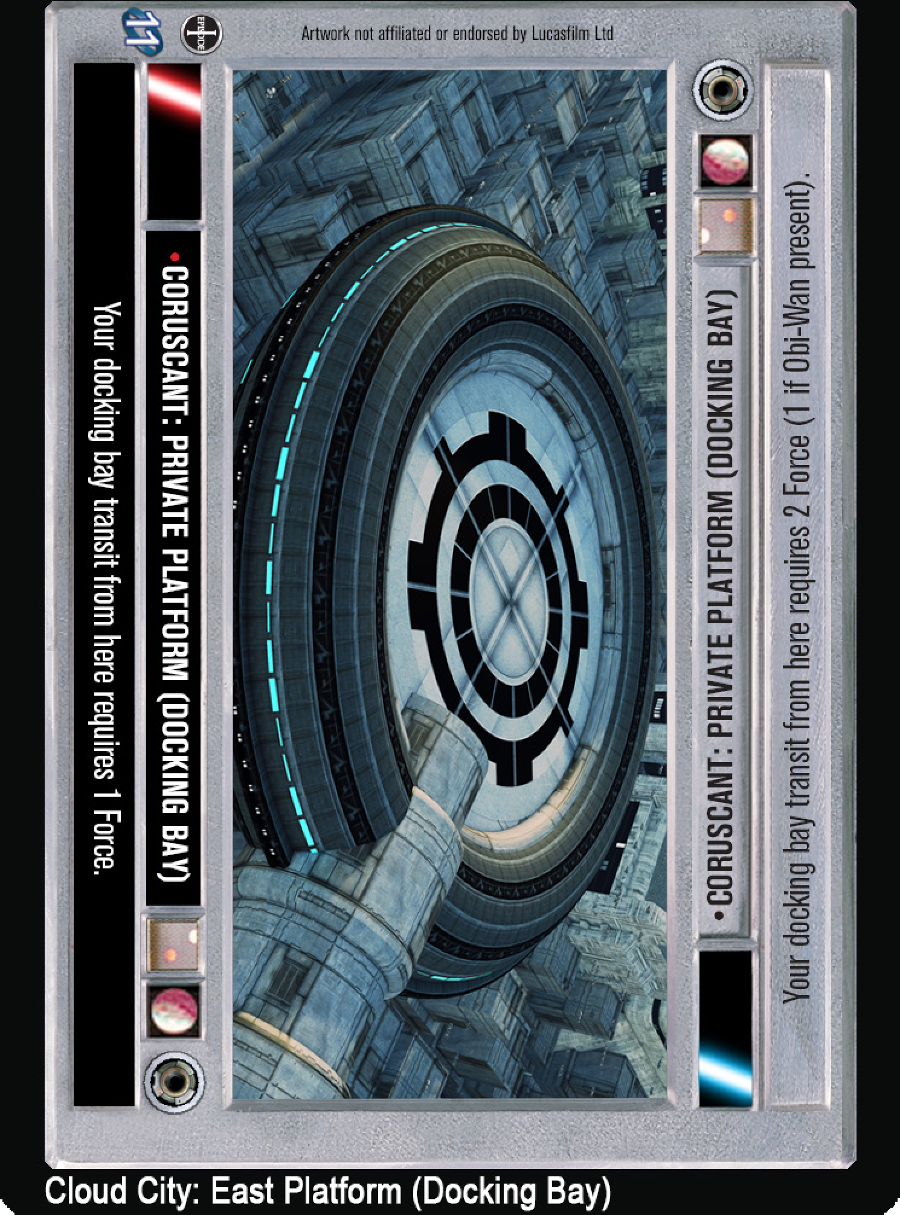 11
EPISODE
I
Artwork not affiliated or endorsed by Lucasfilm Ltd
•CORUSCANT: PRIVATE PLATFORM (DOCKING BAY)
Your docking bay transit from here requires 1 Force.
•CORUSCANT: PRIVATE PLATFORM (DOCKING BAY)
Your docking bay transit from here requires 2 Force (1 if Obi-Wan present).
Cloud City: East Platform (Docking Bay)